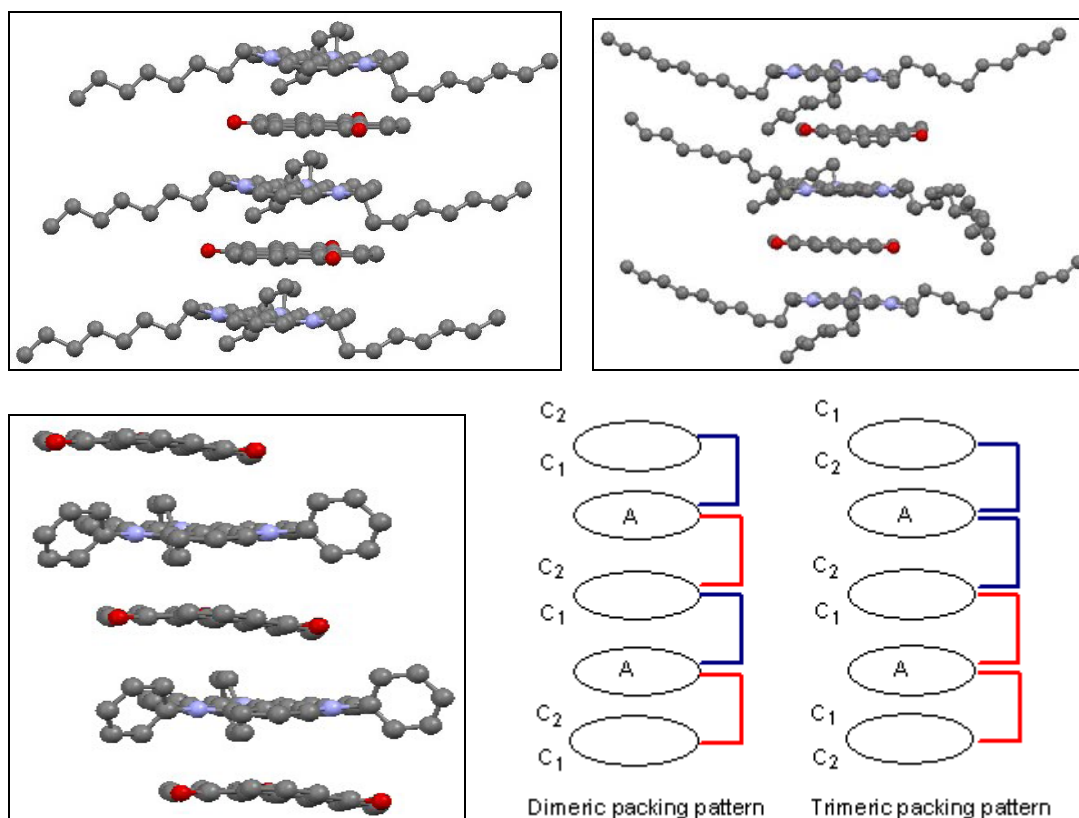 C2 C1
C1 C2
A A
C2 C2
C1 C1
A A
C2 C1
C1 C2
Dimeric packing pattern Trimeric packing pattern